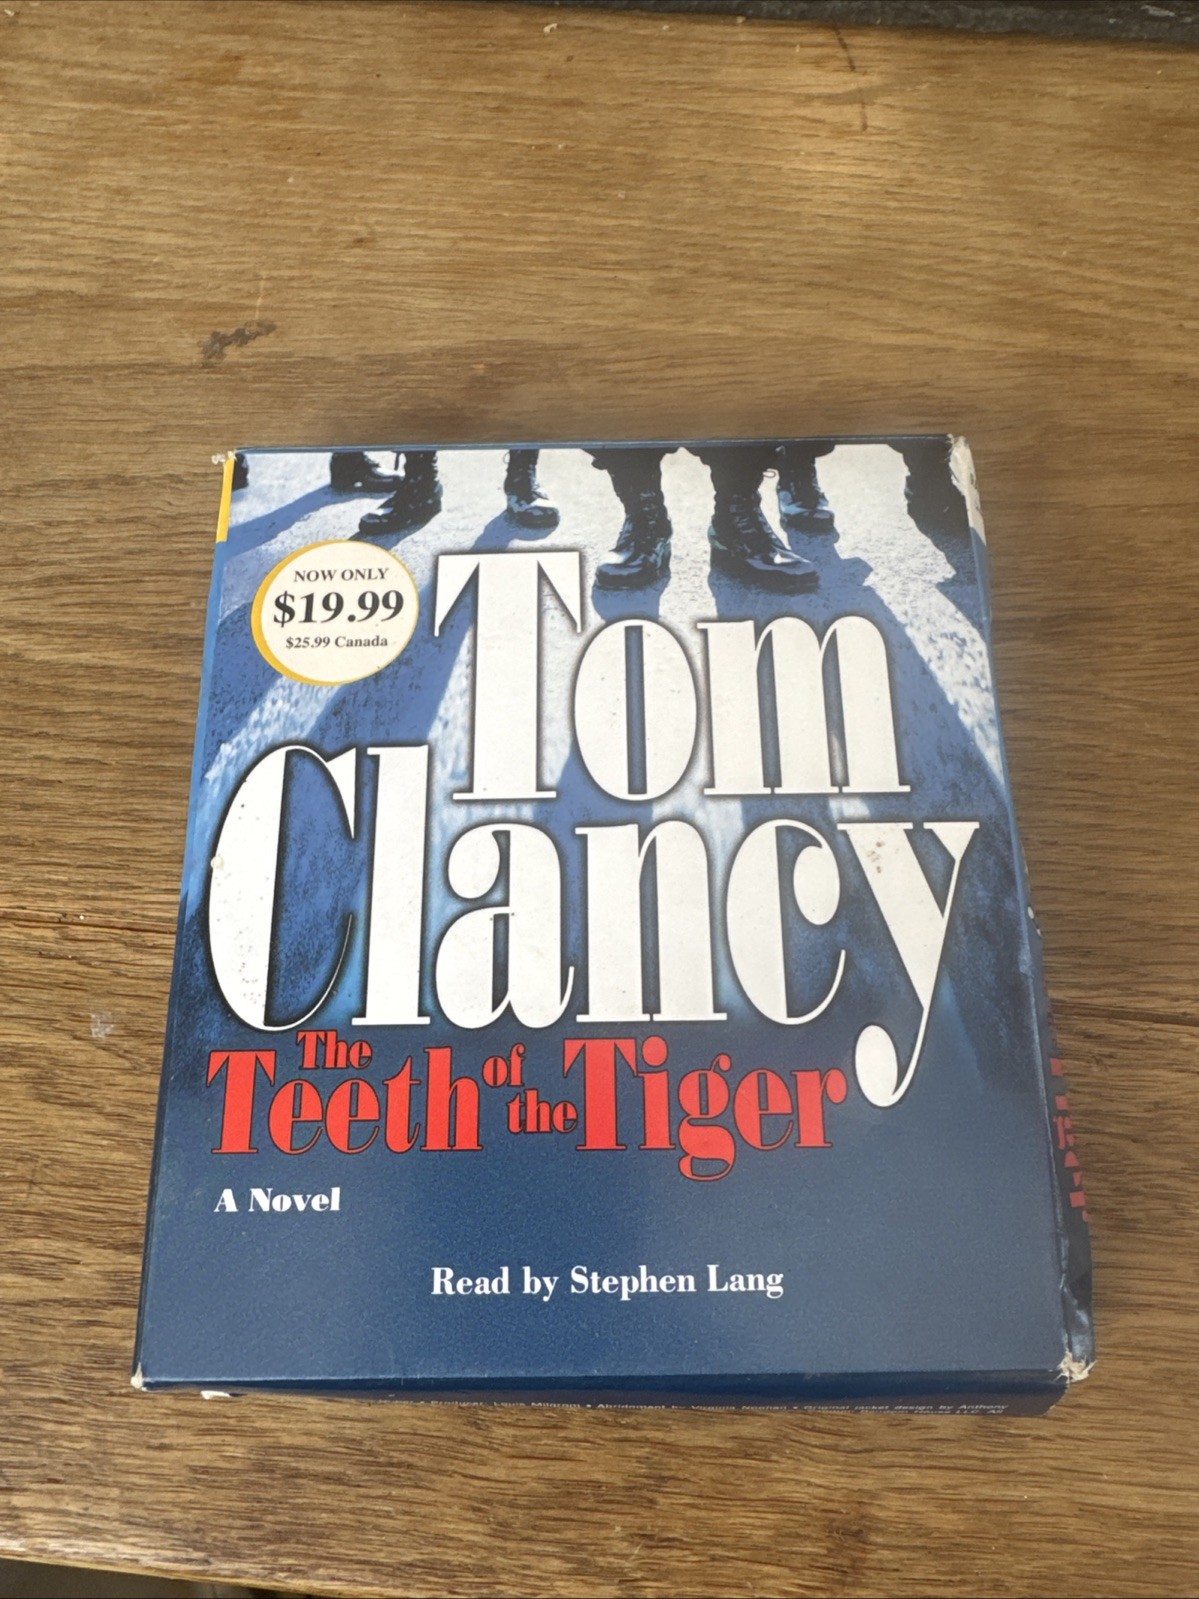 NOW ONLY
$19.99
$25.99 Canada
Tom
Clancy
The
Teeth of the Tiger
A Novel
Read by Stephen Lang